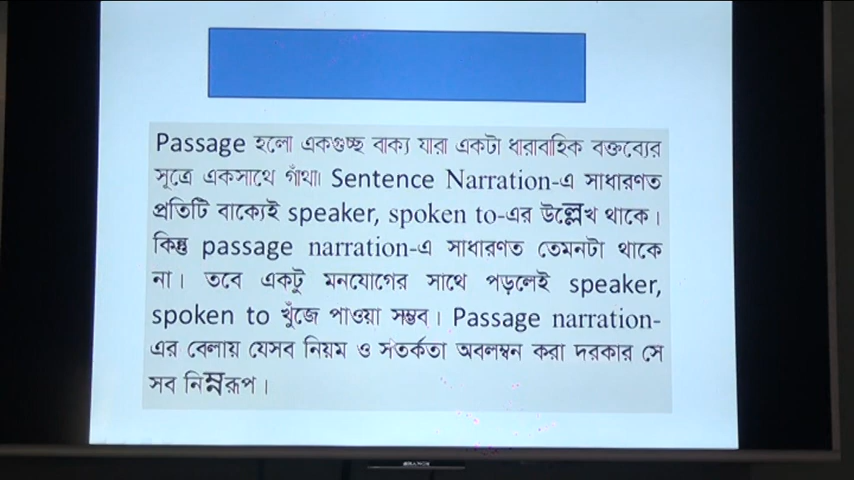 Passage হলো একগুচ্ছ বাক্য যারা একটা ধারাবাহিক বক্তব্যের
সূত্রে একসাথে গাঁথা। Sentence Narration-এ সাধারণত
প্রতিটি বাক্যেই speaker, spoken to-এর উল্লেখ থাকে।
কিন্তু passage narration-এ সাধারণত তেমনটা থাকে
না। তবে একটু মনযোগের সাথে পড়লেই speaker,
spoken to খুঁজে পাওয়া সম্ভব। Passage narration-
এর বেলায় যেসব নিয়ম ও সতর্কতা অবলম্বন করা দরকার সে
সব নিম্নরূপ।